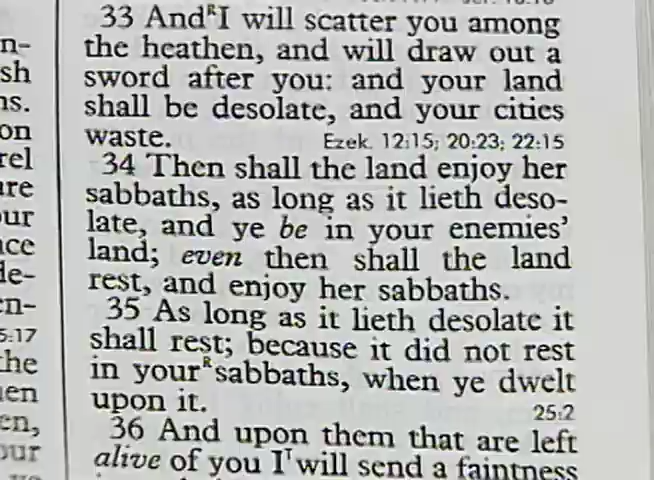 33 And ᴿI will scatter you among
the heathen, and will draw out a
sword after you: and your land
shall be desolate, and your cities
waste. Ezek. 12:15; 20:23; 22:15
34 Then shall the land enjoy her
sabbaths, as long as it lieth deso-
late, and ye be in your enemies'
land; even then shall the land
rest, and enjoy her sabbaths.
35 As long as it lieth desolate it
shall rest; because it did not rest
in your ᴿsabbaths, when ye dwelt
upon it. 25:2
36 And upon them that are left
alive of you I ᵀwill send a faintness